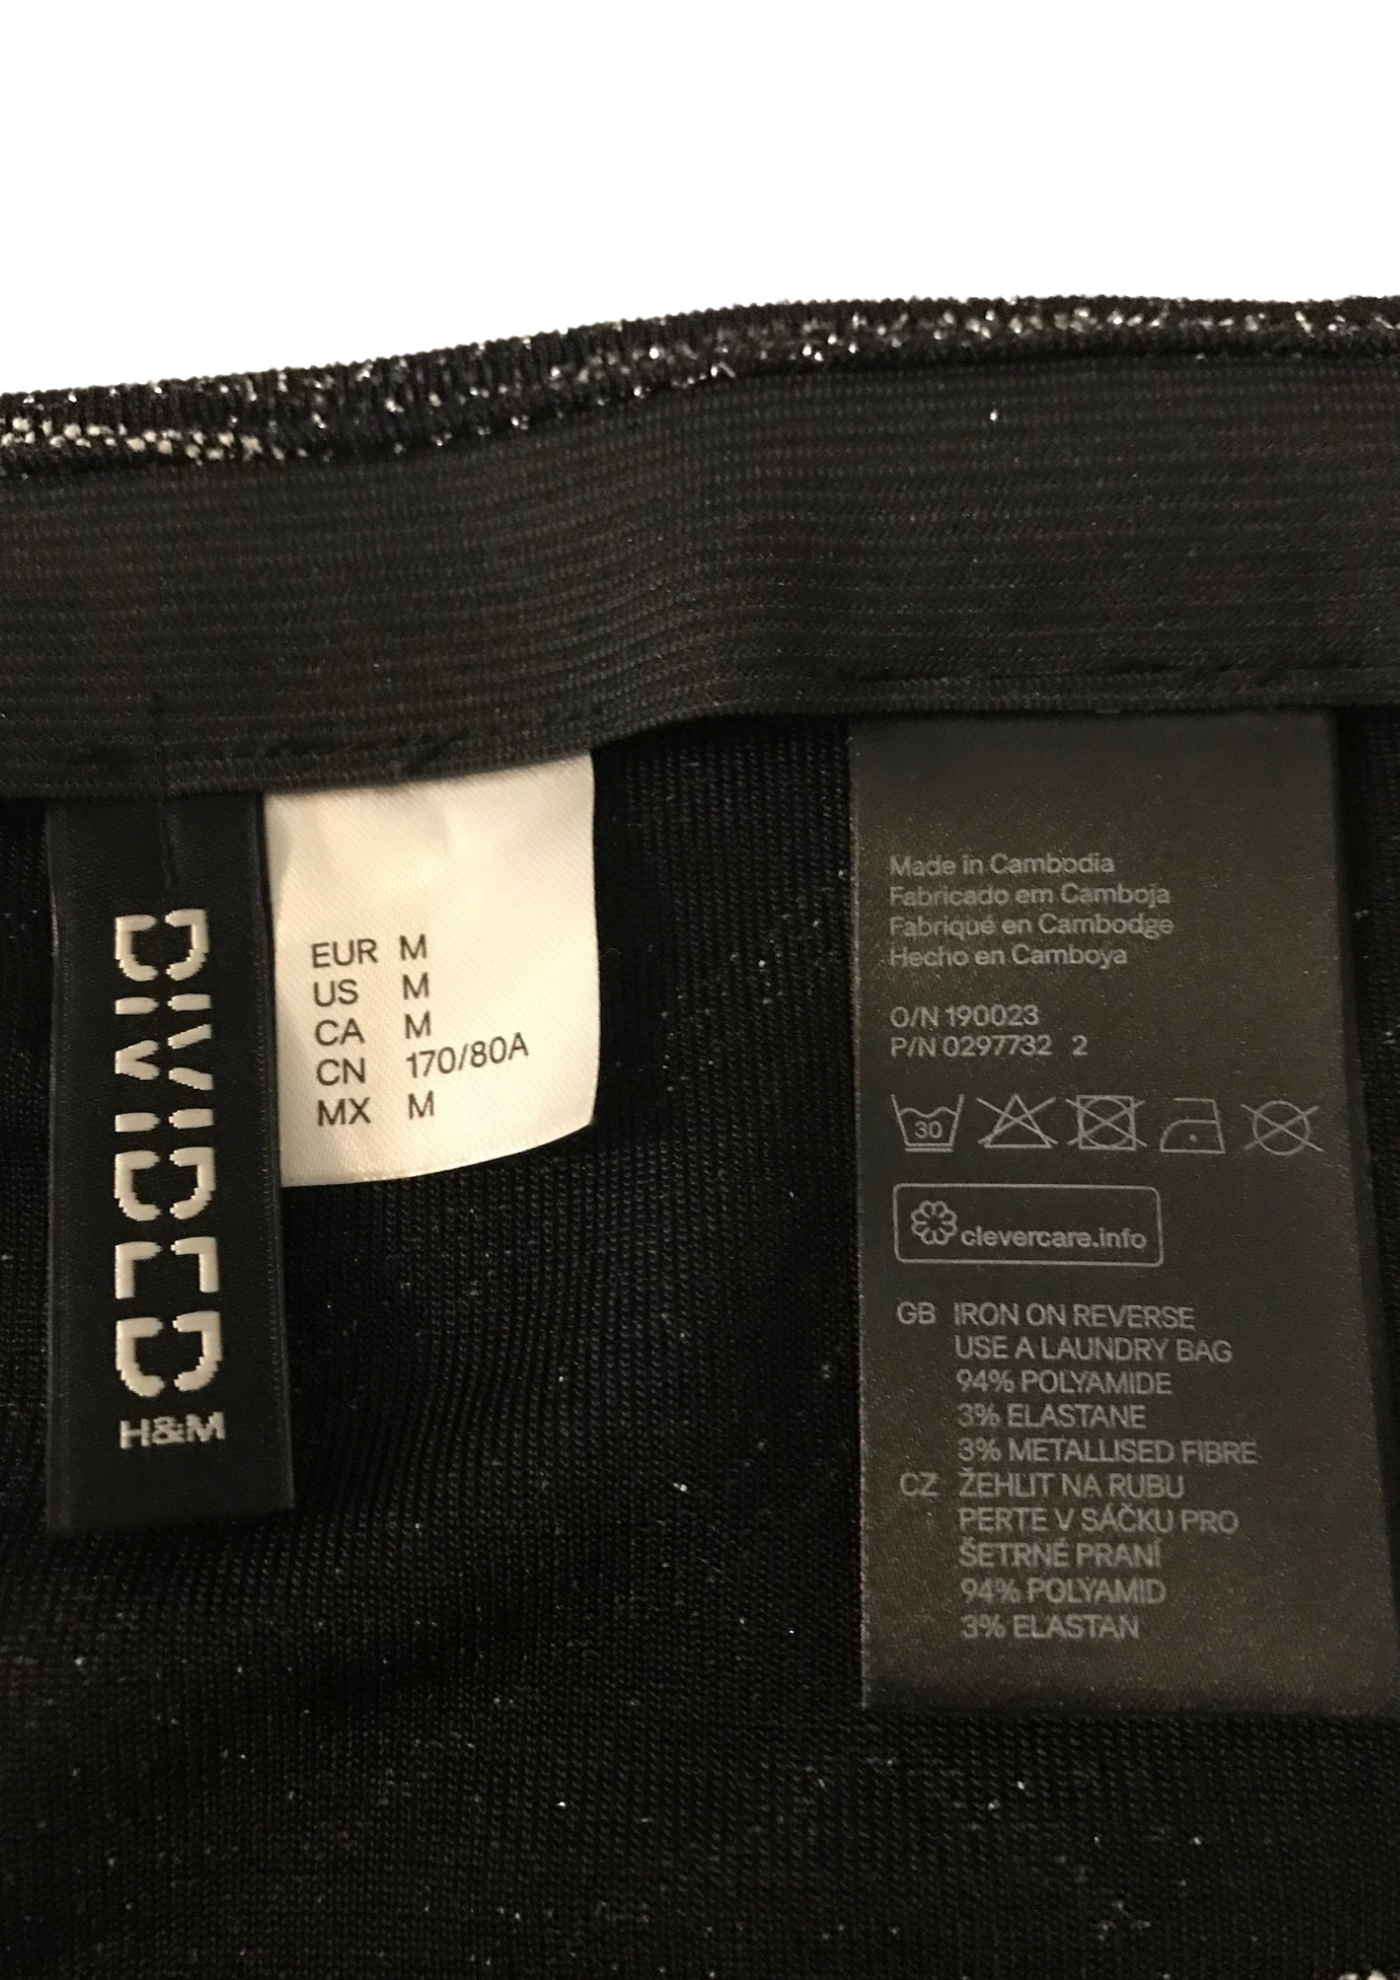 DIVIDED
H&M
EUR M
US M
CA M
CN 170/80A
MX M
Made in Cambodia
Fabricado em Camboja
Fabriqué en Cambodge
Hecho en Camboya
O/N 190023
P/N 0297732 2
30
clevercare.info
GB IRON ON REVERSE
USE A LAUNDRY BAG
94% POLYAMIDE
3% ELASTANE
3% METALLISED FIBRE
CZ ŽEHLIT NA RUBU
PERTE V SÁČKU PRO
ŠETRNÉ PRANÍ
94% POLYAMID
3% ELASTAN